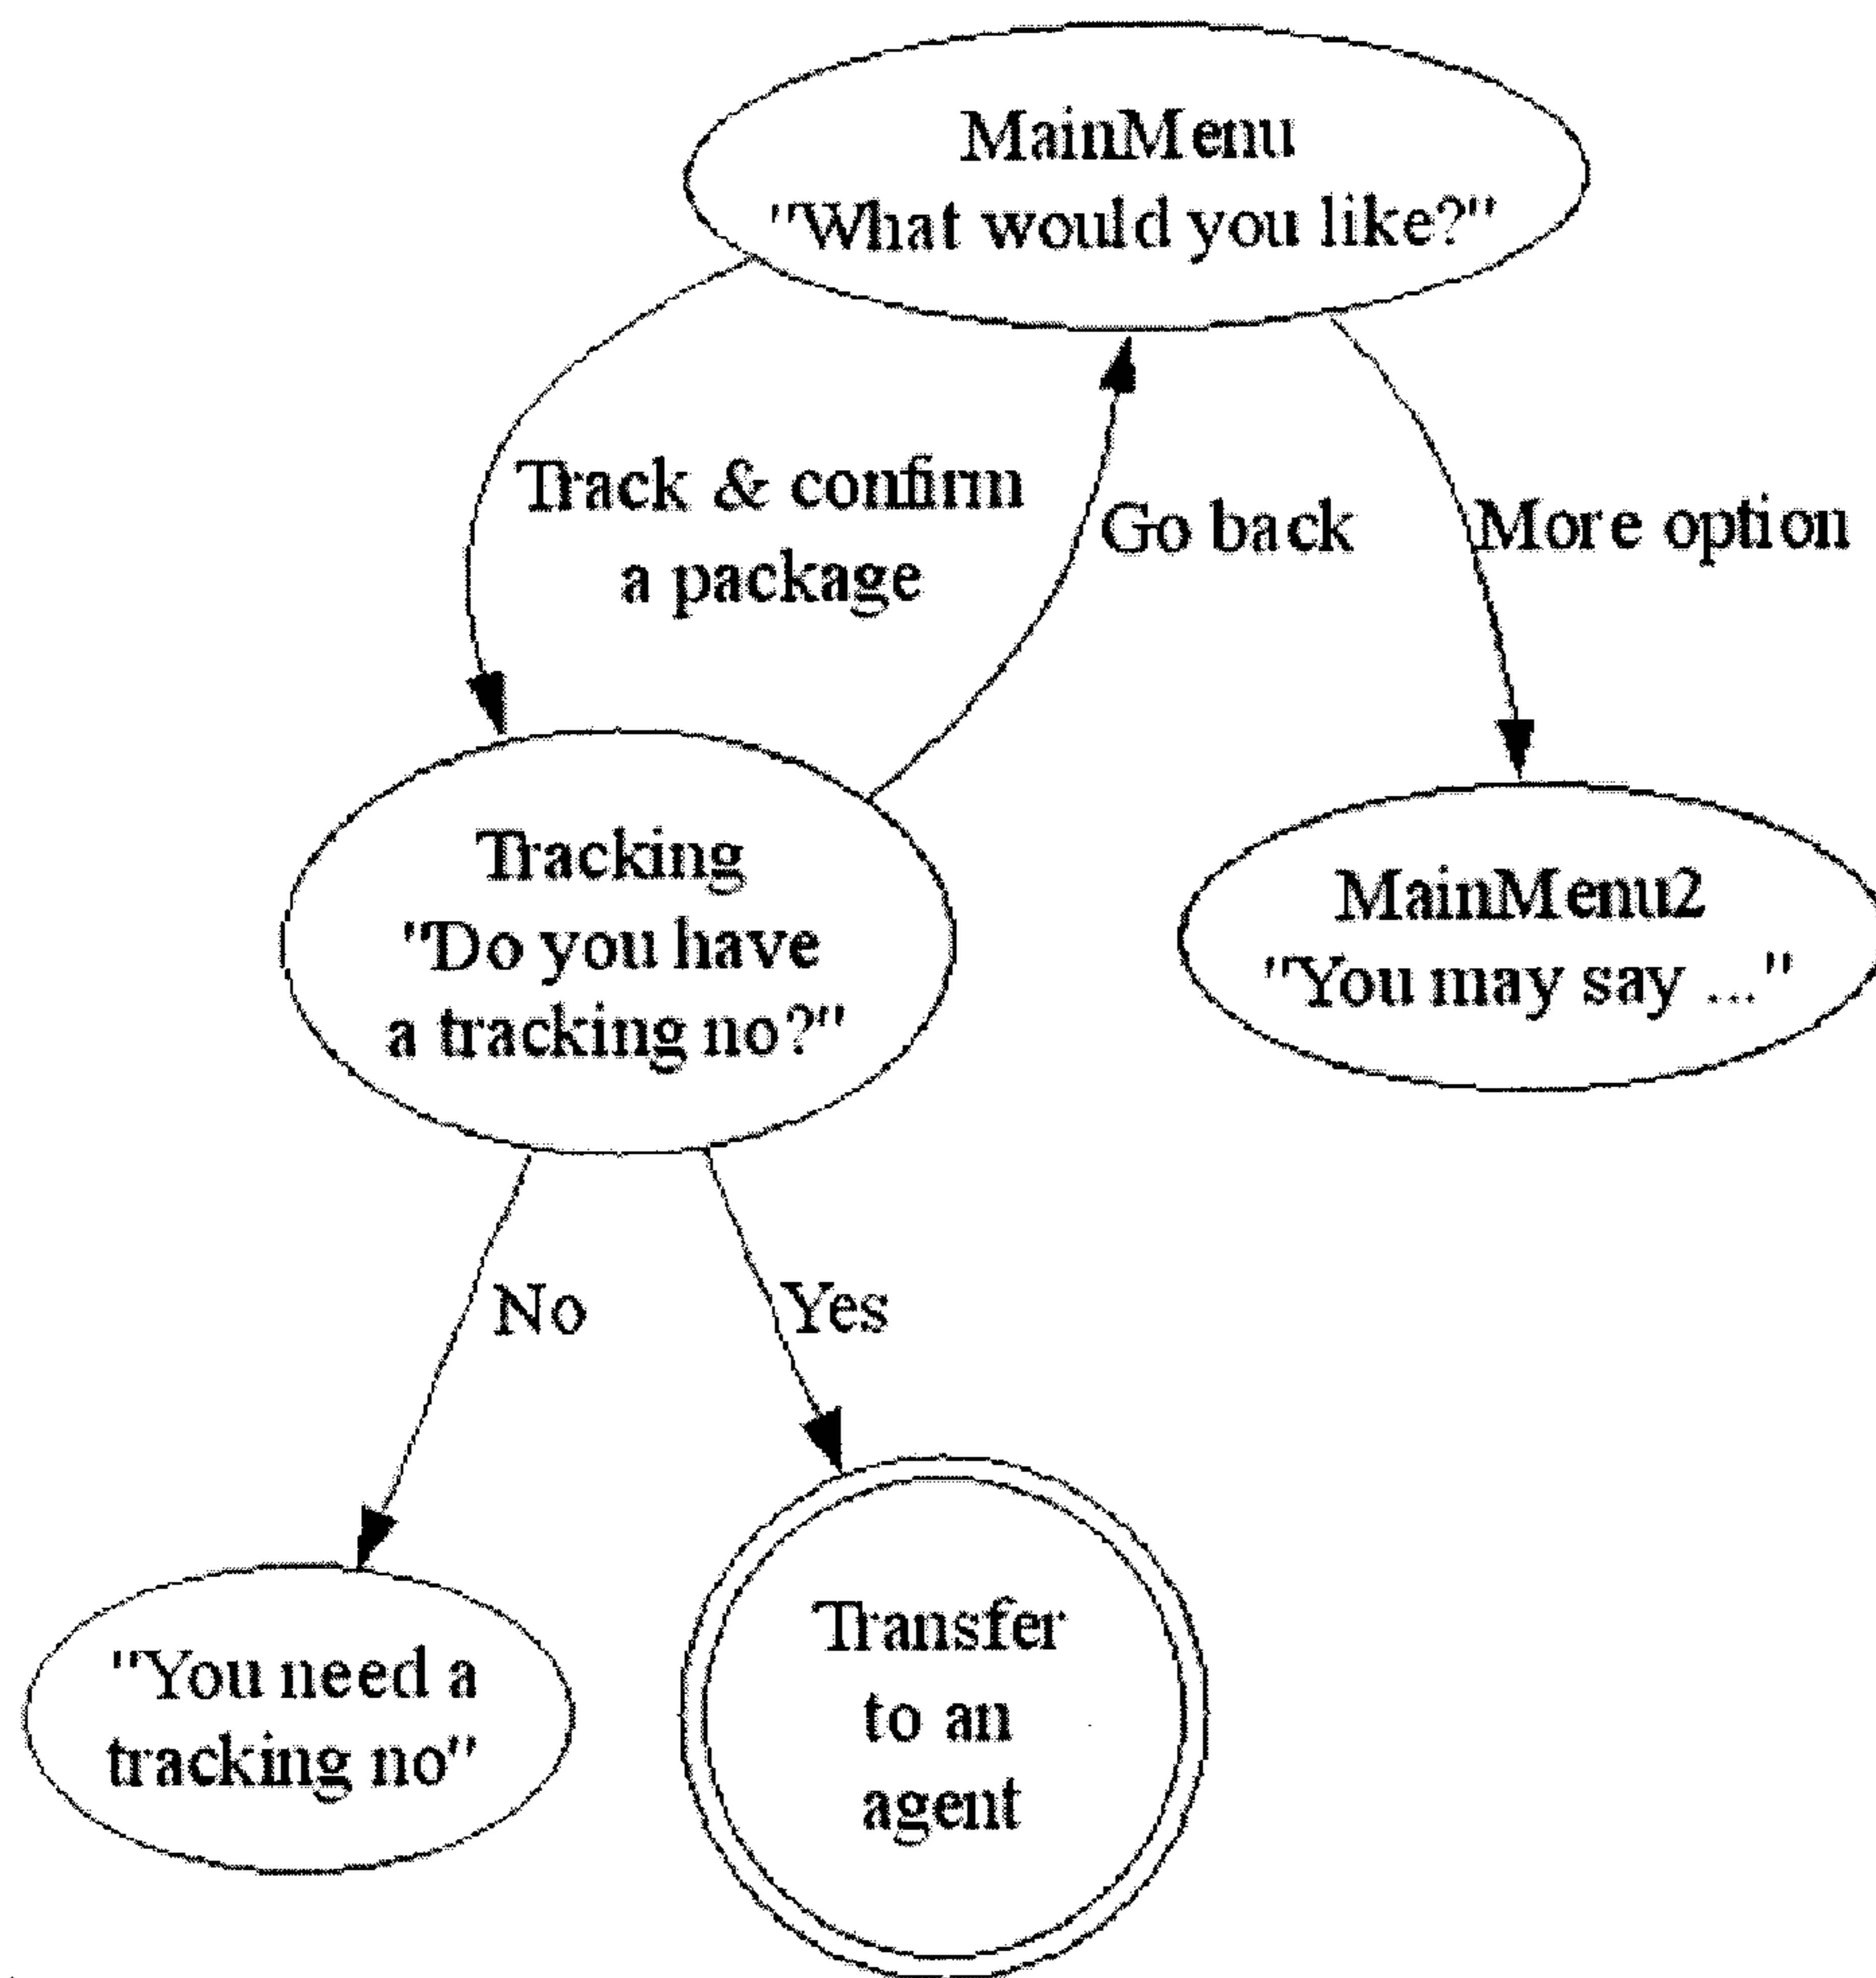 MainMenu
"What would you like?"
Track & confirm
a package
Go back
More option
Tracking
"Do you have
a tracking no?"
MainMenu2
"You may say ..."
No
Yes
"You need a
tracking no"
Transfer
to an
agent